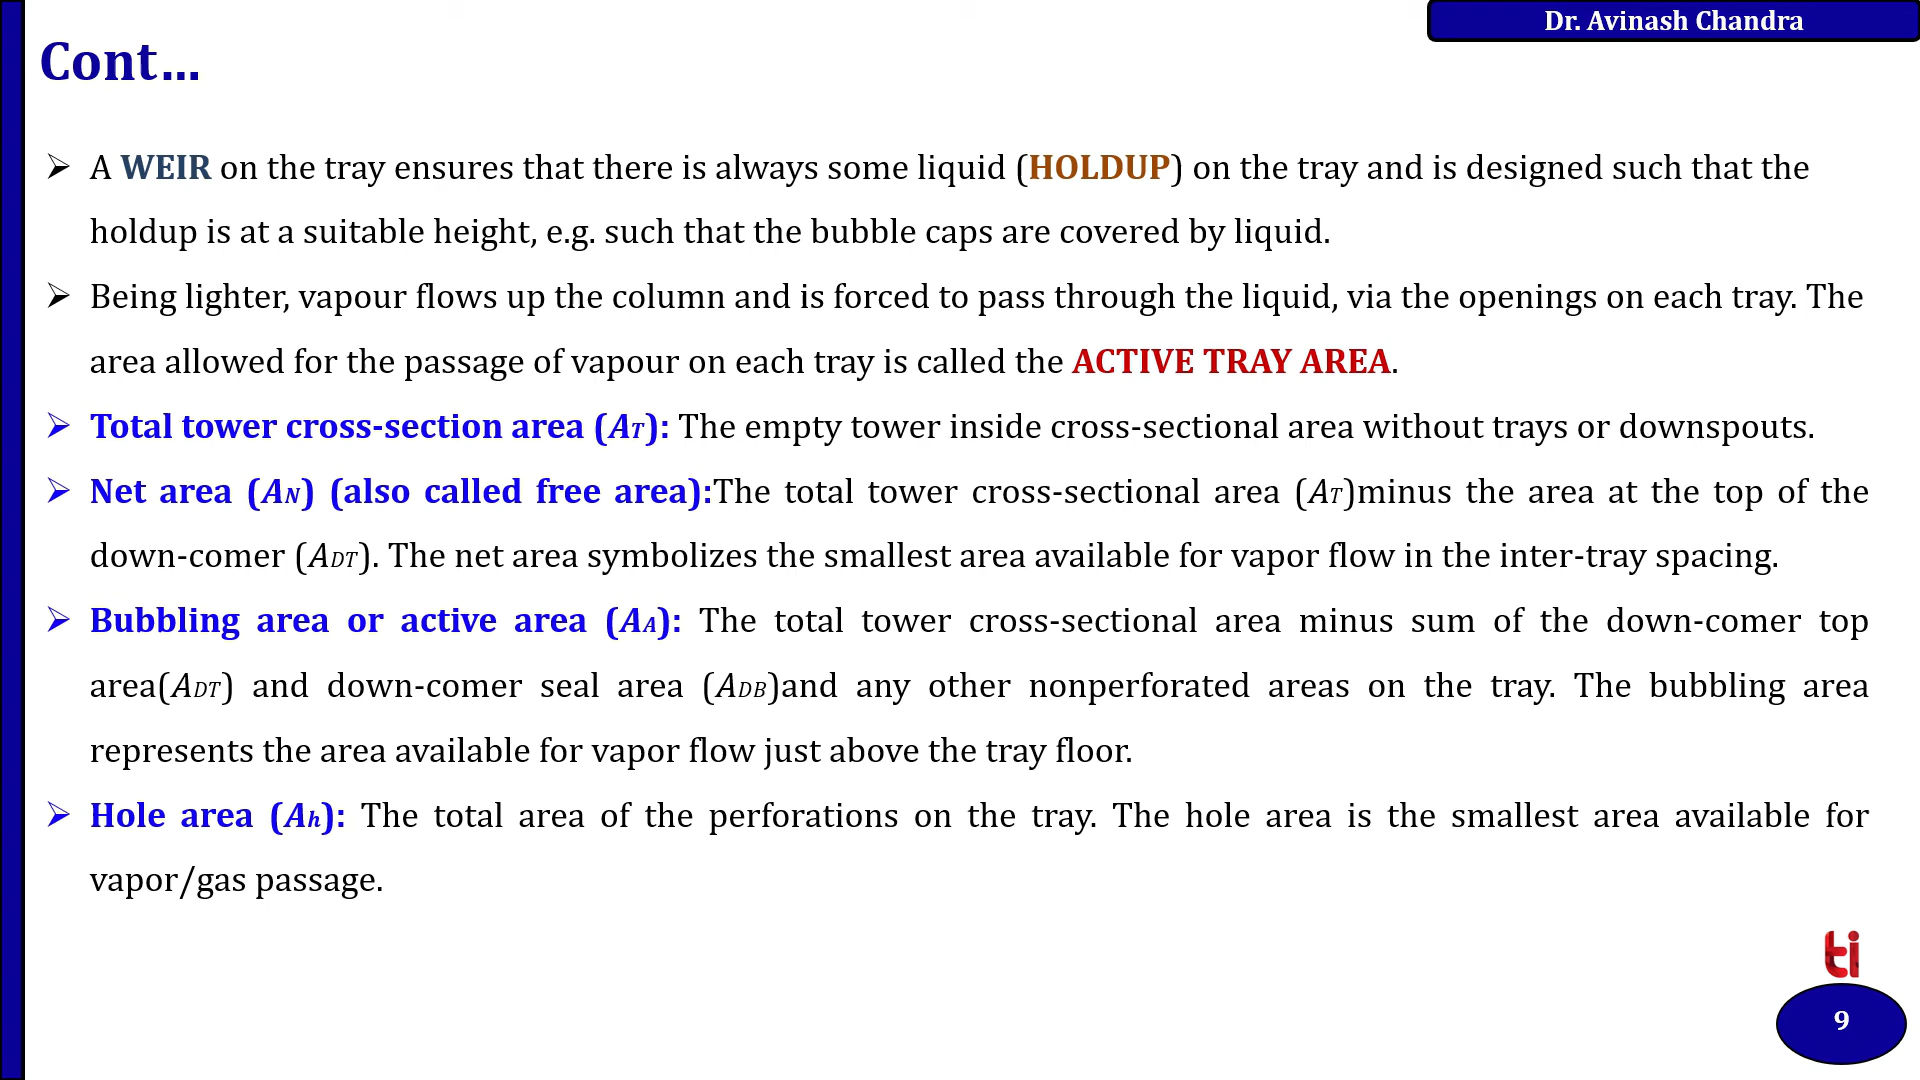 Dr. Avinash Chandra
Cont…
➢ A WEIR on the tray ensures that there is always some liquid (HOLDUP) on the tray and is designed such that the
holdup is at a suitable height, e.g. such that the bubble caps are covered by liquid.
➢ Being lighter, vapour flows up the column and is forced to pass through the liquid, via the openings on each tray. The
area allowed for the passage of vapour on each tray is called the ACTIVE TRAY AREA.
➢ Total tower cross-section area (AT): The empty tower inside cross-sectional area without trays or downspouts.
➢ Net area (AN) (also called free area):The total tower cross-sectional area (AT)minus the area at the top of the
down-comer (ADT). The net area symbolizes the smallest area available for vapor flow in the inter-tray spacing.
➢ Bubbling area or active area (AA): The total tower cross-sectional area minus sum of the down-comer top
area(ADT) and down-comer seal area (ADB)and any other nonperforated areas on the tray. The bubbling area
represents the area available for vapor flow just above the tray floor.
➢ Hole area (Ah): The total area of the perforations on the tray. The hole area is the smallest area available for
vapor/gas passage.
ti
9